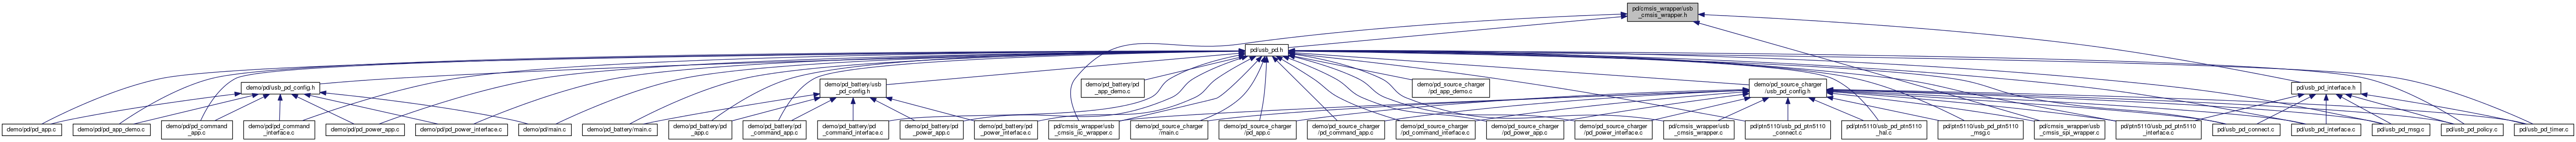 pd/cmsis_wrapper/usb
_cmsis_wrapper.h
pd/usb_pd.h
demo/pd/usb_pd_config.h
demo/pd_battery/usb
_pd_config.h
demo/pd_battery/pd
_app_demo.c
demo/pd_source_charger
/pd_app_demo.c
demo/pd_source_charger
/usb_pd_config.h
pd/usb_pd_interface.h
demo/pd/pd_app.c
demo/pd/pd_app_demo.c
demo/pd/pd_command
_app.c
demo/pd/pd_command
_interface.c
demo/pd/pd_power_app.c
demo/pd/pd_power_interface.c
demo/pd/main.c
demo/pd_battery/main.c
demo/pd_battery/pd
_app.c
demo/pd_battery/pd
_command_app.c
demo/pd_battery/pd
_command_interface.c
demo/pd_battery/pd
_power_app.c
demo/pd_battery/pd
_power_interface.c
pd/cmsis_wrapper/usb
_cmsis_iic_wrapper.c
demo/pd_source_charger
/main.c
demo/pd_source_charger
/pd_app.c
demo/pd_source_charger
/pd_command_app.c
demo/pd_source_charger
/pd_command_interface.c
demo/pd_source_charger
/pd_power_app.c
demo/pd_source_charger
/pd_power_interface.c
pd/cmsis_wrapper/usb
_cmsis_wrapper.c
pd/ptn5110/usb_pd_ptn5110
_connect.c
pd/ptn5110/usb_pd_ptn5110
_hal.c
pd/ptn5110/usb_pd_ptn5110
_msg.c
pd/cmsis_wrapper/usb
_cmsis_spi_wrapper.c
pd/ptn5110/usb_pd_ptn5110
_interface.c
pd/usb_pd_connect.c
pd/usb_pd_interface.c
pd/usb_pd_msg.c
pd/usb_pd_policy.c
pd/usb_pd_timer.c